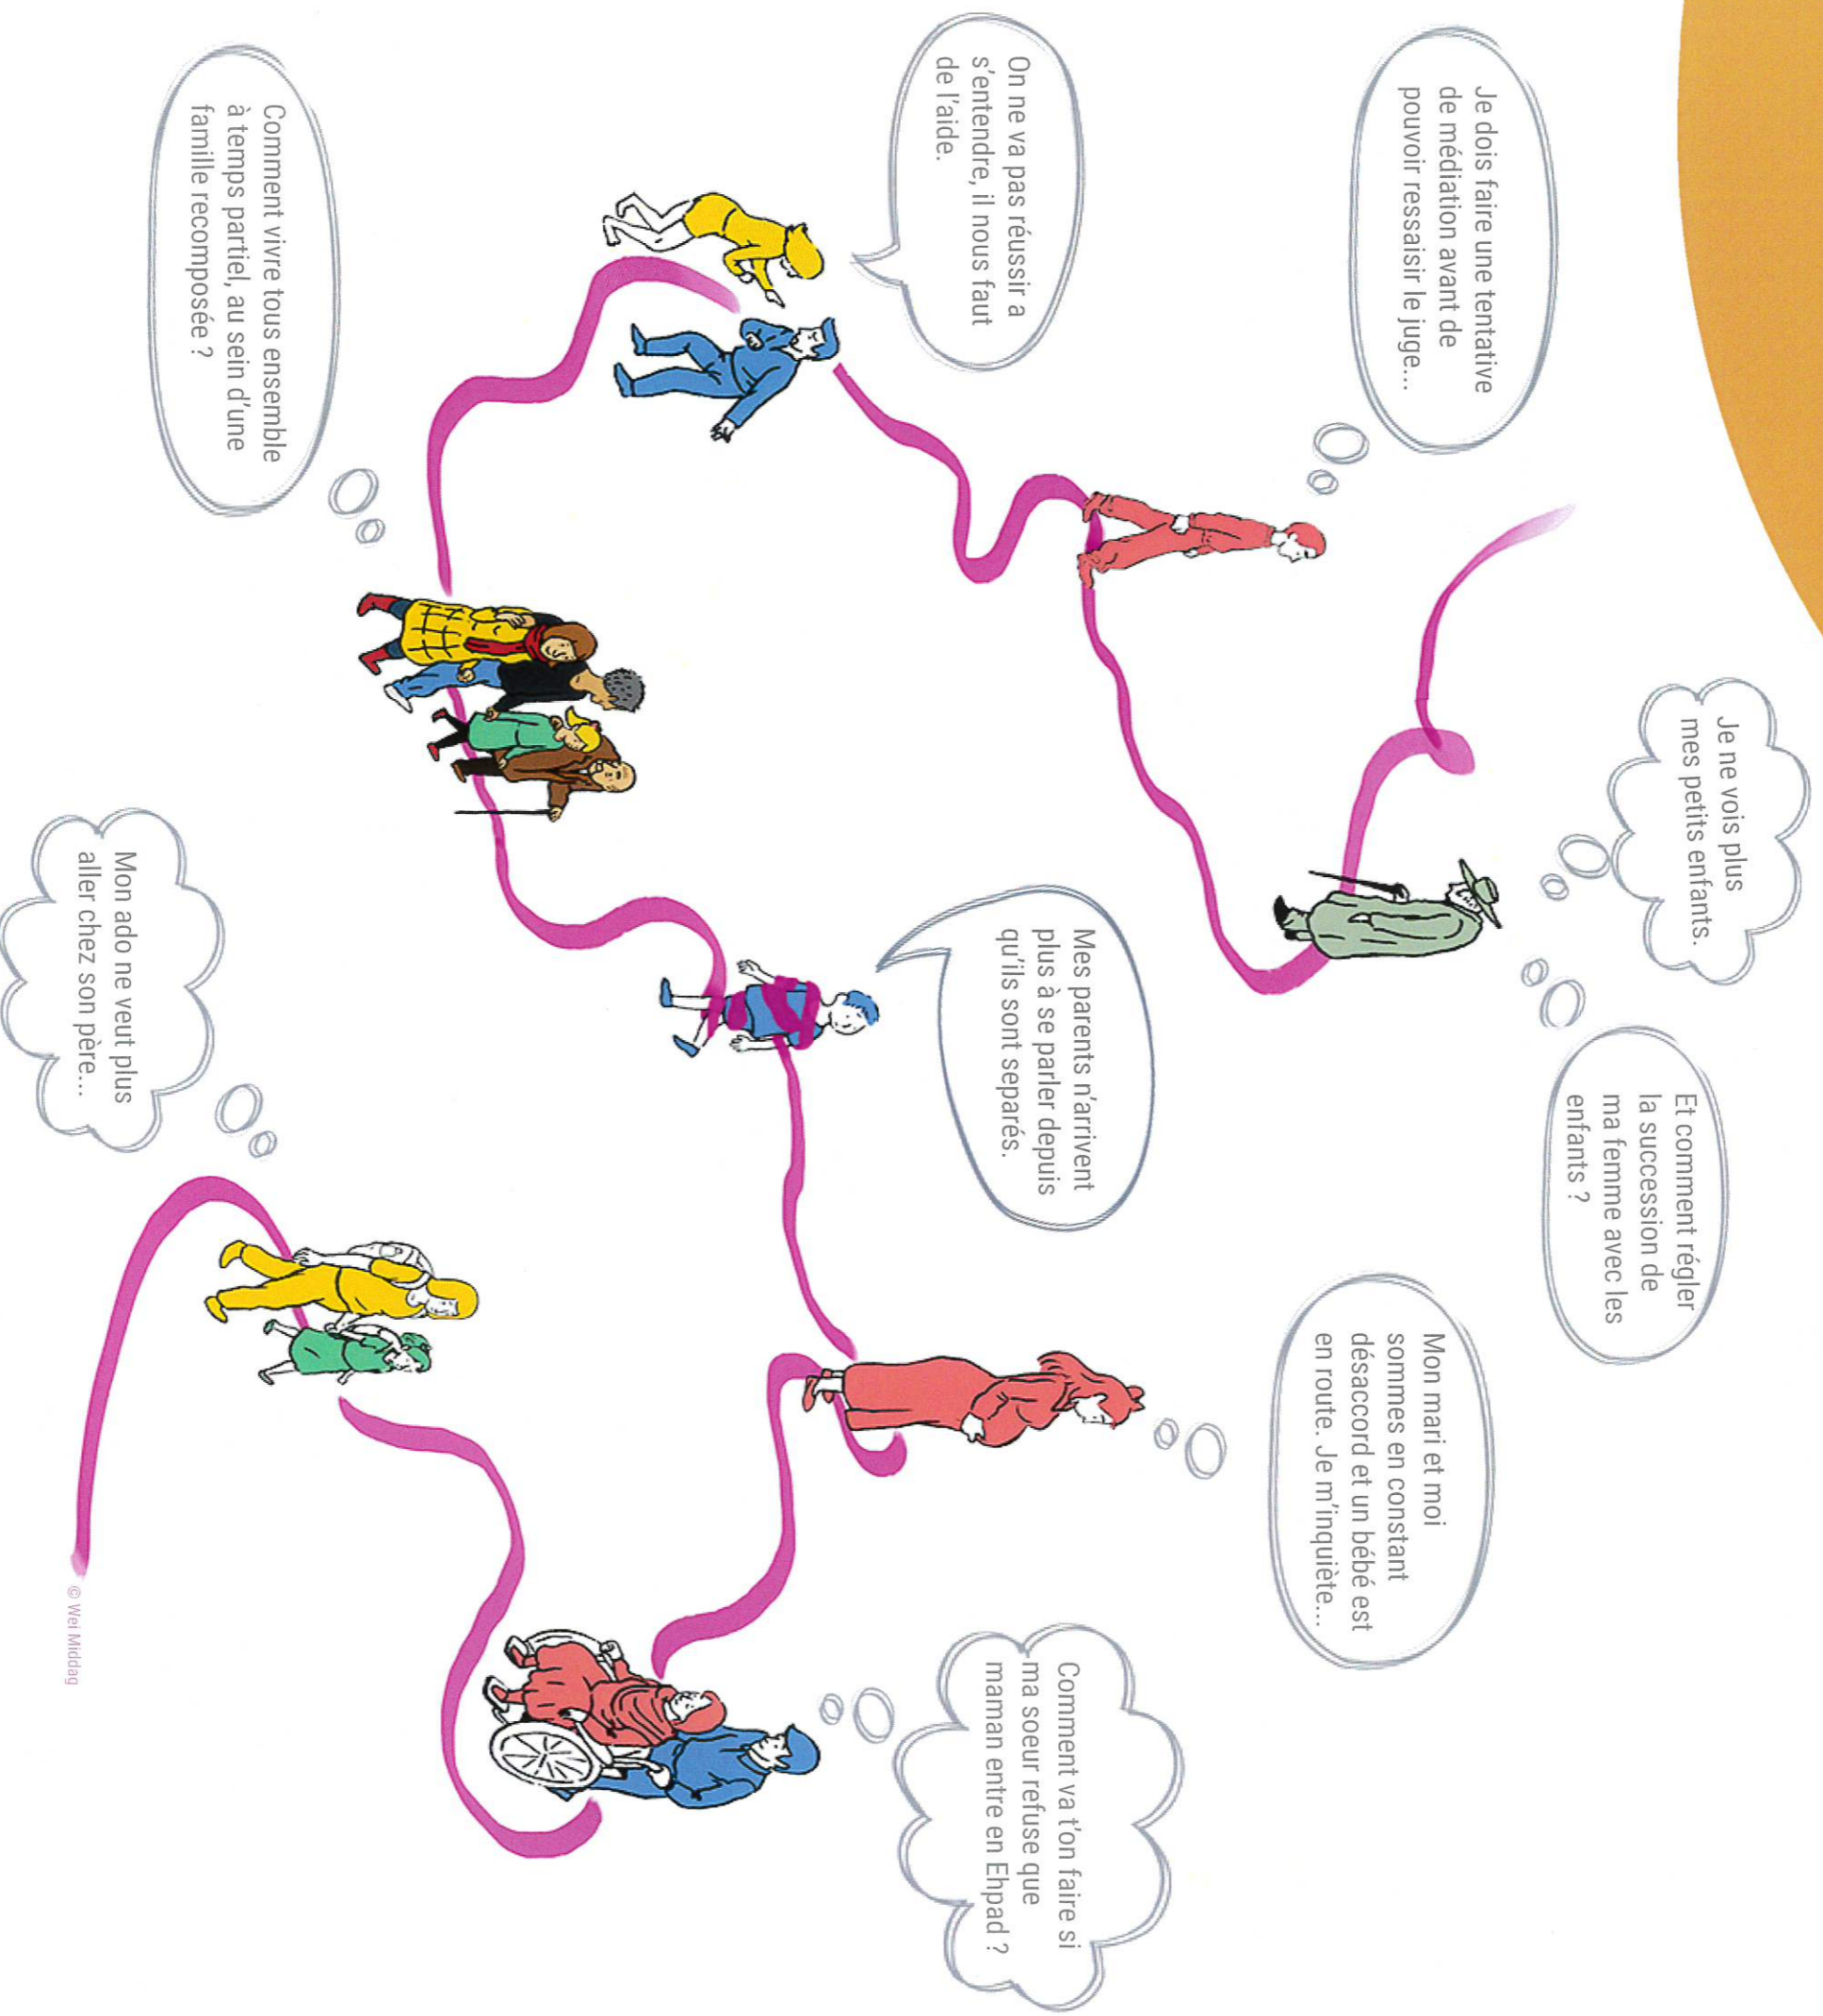 Je ne vois plus
mes petits enfants.
Et comment régler
la succession de
ma femme avec les
enfants ?
Je dois faire une tentative
de médiation avant de
pouvoir ressaisir le juge...
Mon mari et moi
sommes en constant
désaccord et un bébé est
en route. Je m'inquiète...
On ne va pas réussir a
s'entendre, il nous faut
de l'aide.
Mes parents n'arrivent
plus à se parler depuis
qu'ils sont separés.
Comment va t'on faire si
ma soeur refuse que
maman entre en Ehpad ?
Comment vivre tous ensemble
à temps partiel, au sein d'une
famille recomposée ?
Mon ado ne veut plus
aller chez son père...
© Wei Middag